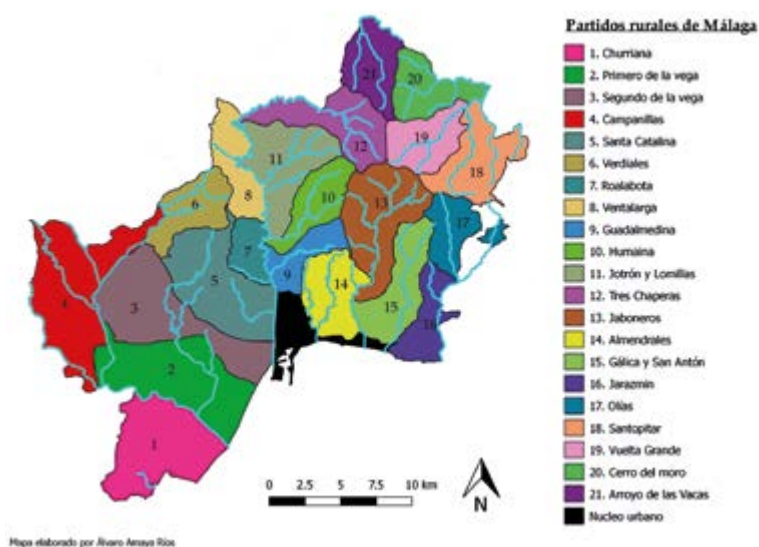 Partidos rurales de Málaga
1. Churriana
2. Primero de la vega
3. Segundo de la vega
4. Campanillas
5. Santa Catalina
6. Verdiales
7. Roalabota
8. Ventalarga
9. Guadalmedina
10. Humaina
11. Jotrón y Lomillas
12. Tres Chaperas
13. Jaboneros
14. Almendrales
15. Gálica y San Antón
16. Jarazmin
17. Olías
18. Santopitar
19. Vuelta Grande
20. Cerro del moro
21. Arroyo de las Vacas
Nucleo urbano
21
20
19
12
11
18
10
13
8
6
17
7
9
5
14
4
3
15
16
2
1
0 2.5 5 7.5 10 km
N
Mapa elaborado por Álvaro Amaya Ríos